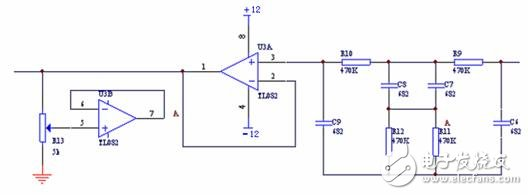 +12
8
U3A
1
3
2
TL082
4
-12
R10
470K
R9
470K
C8
682
C7
682
C9
682
C6
682
R12
470K
A
R11
470K
U3B
6
7
5
TL082
A
R13
5k
电子发烧友
www.elecfans.com